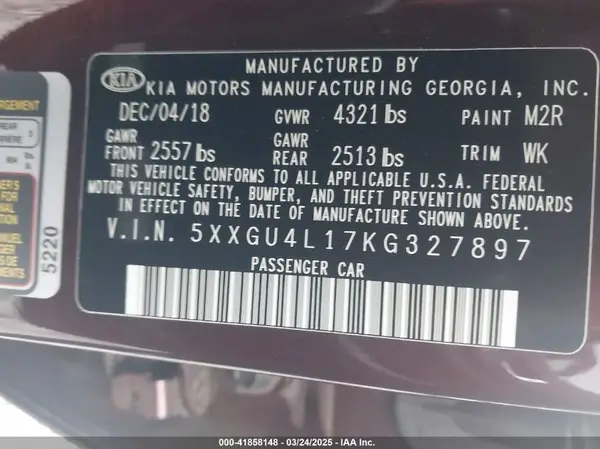 MANUFACTURED BY
KIA KIA MOTORS MANUFACTURING GEORGIA, INC.
DEC/04/18 GVWR 4321 lbs PAINT M2R
GAWR FRONT 2557 lbs GAWR REAR 2513 lbs TRIM WK
THIS VEHICLE CONFORMS TO ALL APPLICABLE U.S.A. FEDERAL
MOTOR VEHICLE SAFETY, BUMPER, AND THEFT PREVENTION STANDARDS
IN EFFECT ON THE DATE OF MANUFACTURE SHOWN ABOVE.
V.I.N. 5XXGU4L17KG327897
PASSENGER CAR
5220
000-41858148 - 03/24/2025 - IAA Inc.